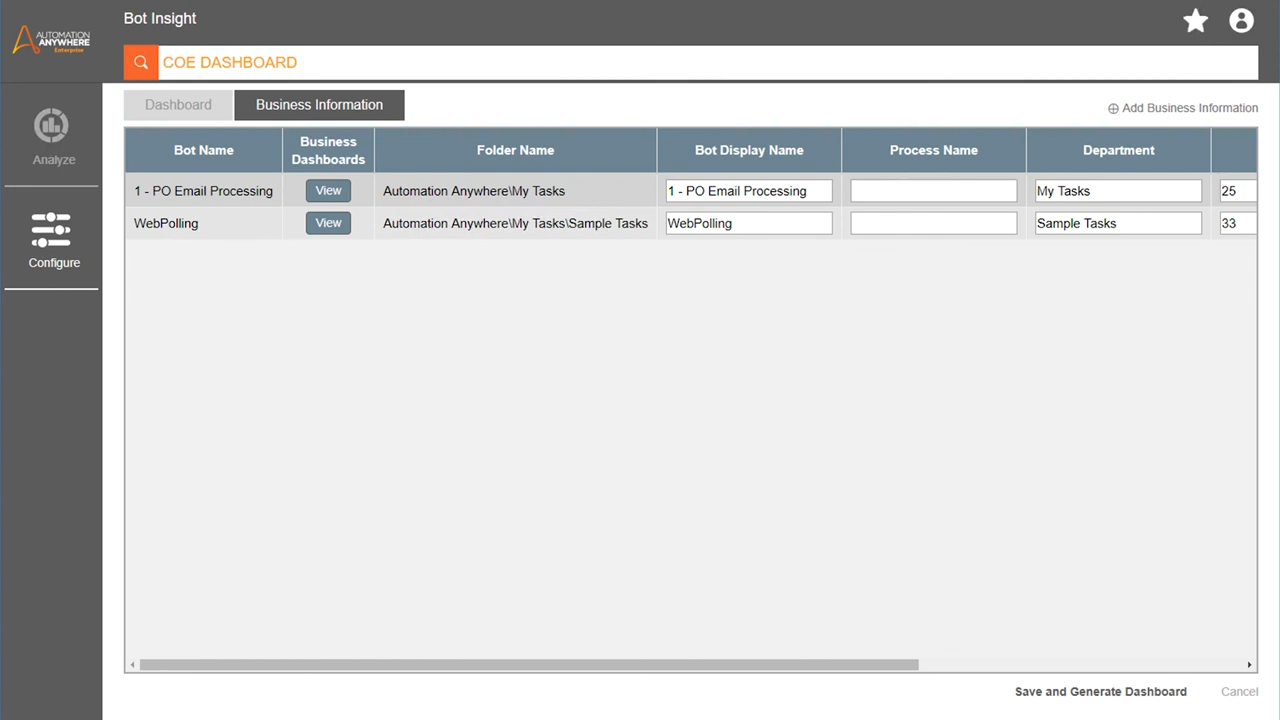 AUTOMATION
ANYWHERE
Enterprise
Bot Insight
COE DASHBOARD
Analyze
Configure
Dashboard
Business Information
Add Business Information
Bot Name
Business
Dashboards
Folder Name
Bot Display Name
Process Name
Department
1 - PO Email Processing
View
Automation Anywhere\My Tasks
1 - PO Email Processing
My Tasks
25
WebPolling
View
Automation Anywhere\My Tasks\Sample Tasks
WebPolling
Sample Tasks
33
Save and Generate Dashboard
Cancel